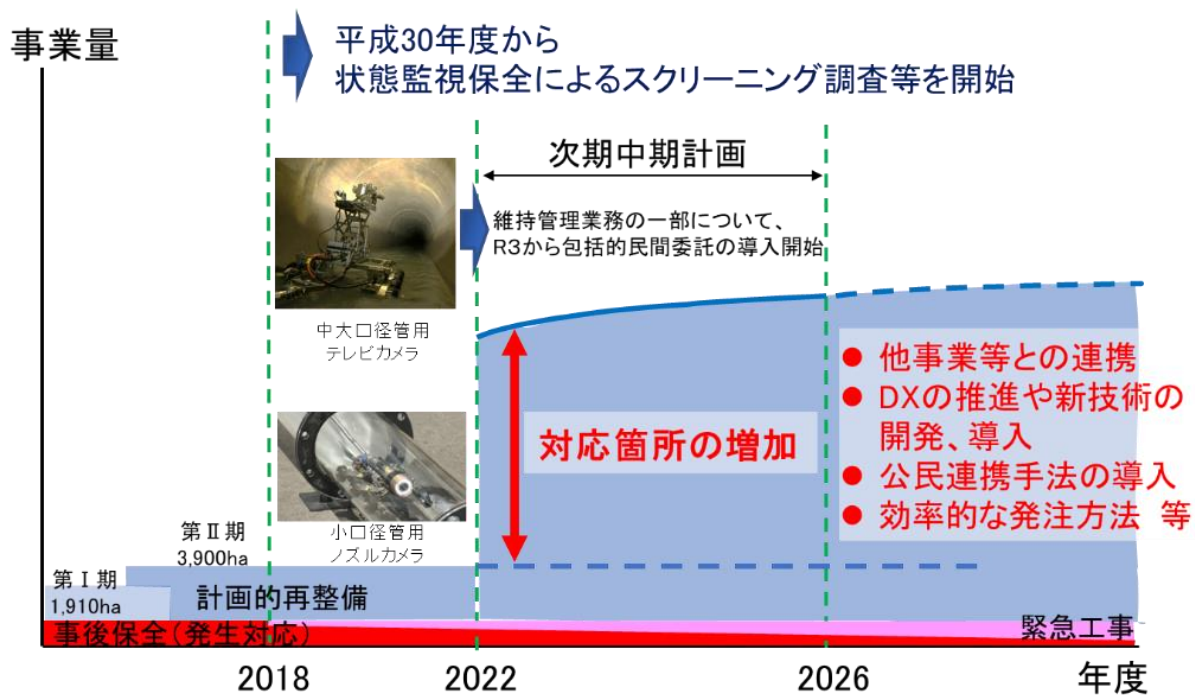 事業量
平成30年度から
状態監視保全によるスクリーニング調査等を開始
次期中期計画
維持管理業務の一部について、
R3から包括的民間委託の導入開始
中大口径管用
テレビカメラ
● 他事業等との連携
● DXの推進や新技術の
開発、導入
● 公民連携手法の導入
● 効率的な発注方法 等
対応箇所の増加
小口径管用
ノズルカメラ
第Ⅱ期
3,900ha
第Ⅰ期
1,910ha
計画的再整備
事後保全(発生対応)
緊急工事
2018
2022
2026
年度